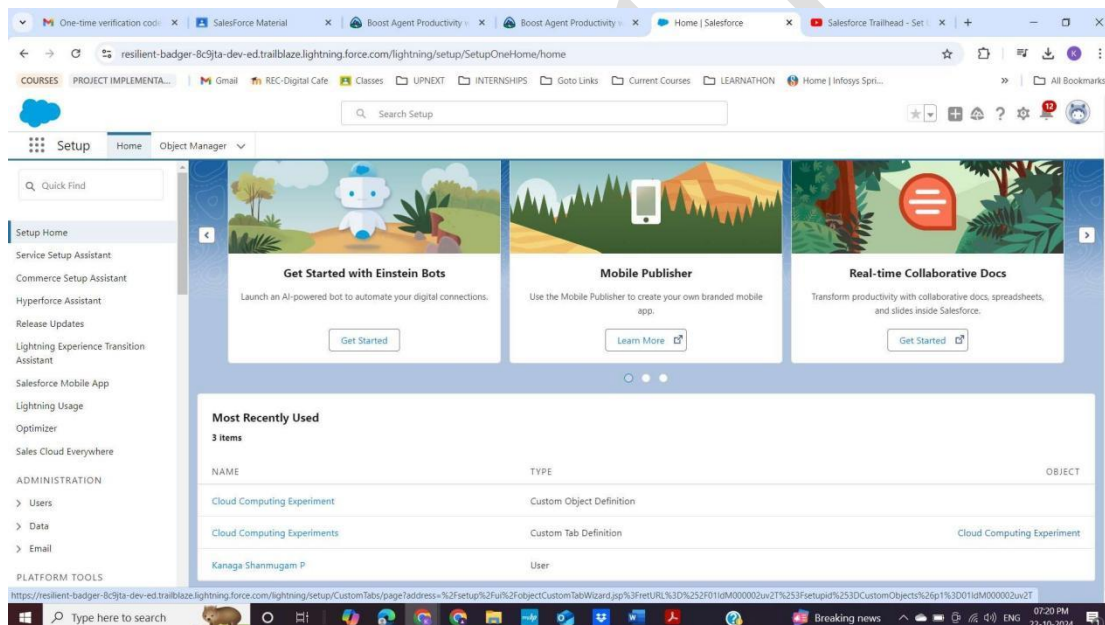 One-time verification code
SalesForce Material
Boost Agent Productivity
Boost Agent Productivity
Home | Salesforce
Salesforce Trailhead - Set
resilient-badger-8c9jta-dev-ed.trailblaze.lightning.force.com/lightning/setup/SetupOneHome/home
K
COURSES PROJECT IMPLEMENTA... Gmail REC-Digital Cafe Classes UPNEXT INTERNSHIPS Goto Links Current Courses LEARNATHON Home | Infosys Spri... » All Bookmarks
Search Setup
12
Setup Home Object Manager
Quick Find
Setup Home
Service Setup Assistant
Commerce Setup Assistant
Hyperforce Assistant
Release Updates
Lightning Experience Transition
Assistant
Salesforce Mobile App
Lightning Usage
Optimizer
Sales Cloud Everywhere
ADMINISTRATION
> Users
> Data
> Email
PLATFORM TOOLS
Get Started with Einstein Bots
Launch an AI-powered bot to automate your digital connections.
Get Started
Mobile Publisher
Use the Mobile Publisher to create your own branded mobile
app.
Learn More
Real-time Collaborative Docs
Transform productivity with collaborative docs, spreadsheets,
and slides inside Salesforce.
Get Started
Most Recently Used
3 items
NAME TYPE OBJECT
Cloud Computing Experiment Custom Object Definition
Cloud Computing Experiments Custom Tab Definition Cloud Computing Experiment
Kanaga Shanmugam P User
https://resilient-badger-8c9jta-dev-ed.trailblaze.lightning.force.com/lightning/setup/CustomTabs/page?address=%2Fsetup%2Fui%2FobjectCustomTabWizard.jsp%3FretURL%3D%252F01IdM000002uv2T%253Fsetupid%253DCustomObjects%26p1%3D01IdM000002uv2T
Type here to search
Breaking news
ENG
07:20 PM
22-10-2024